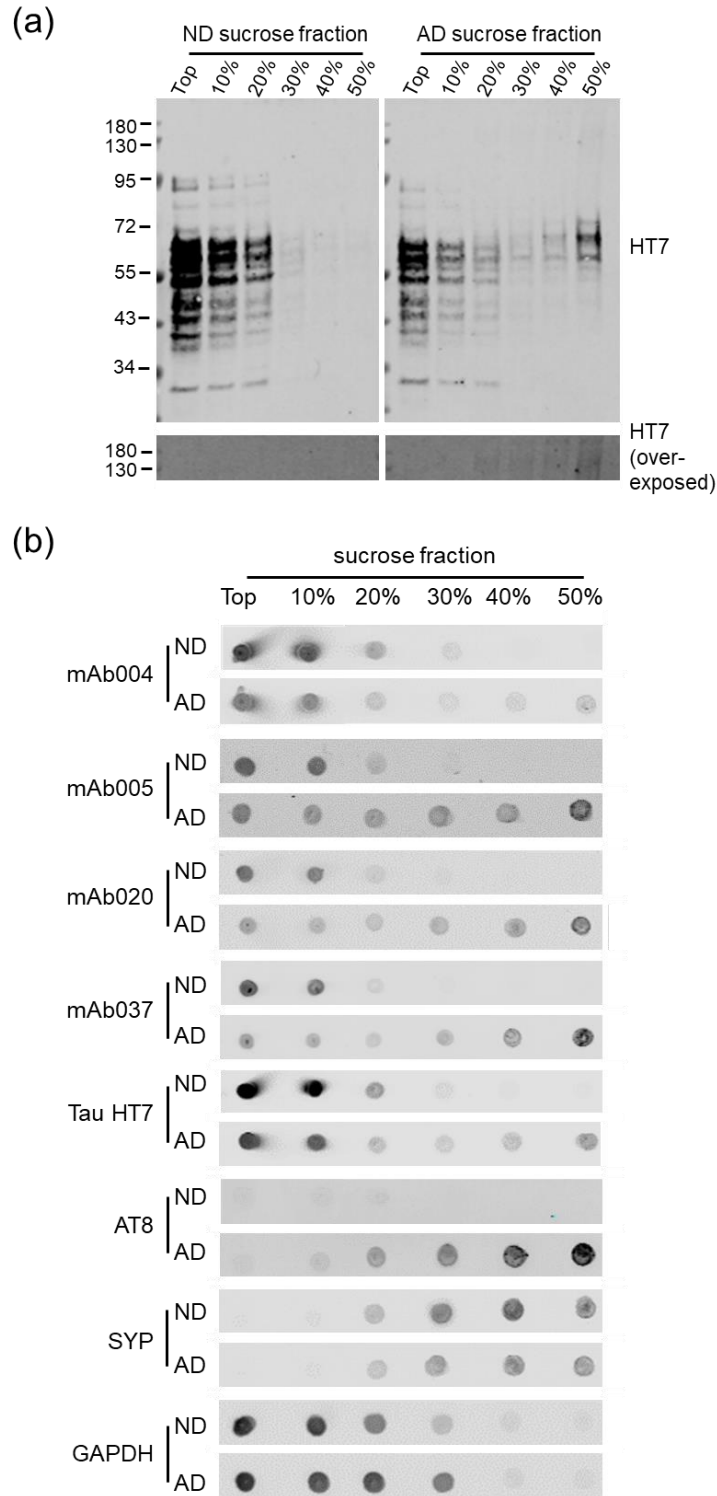 (a)
ND sucrose fraction AD sucrose fraction
Top 10% 20% 30% 40% 50% Top 10% 20% 30% 40% 50%
180
130
95
72
55
43
34
HT7
180
130
HT7
(over-
exposed)
(b)
sucrose fraction
Top 10% 20% 30% 40% 50%
mAb004
ND
AD
mAb005
ND
AD
mAb020
ND
AD
mAb037
ND
AD
Tau HT7
ND
AD
AT8
ND
AD
SYP
ND
AD
GAPDH
ND
AD